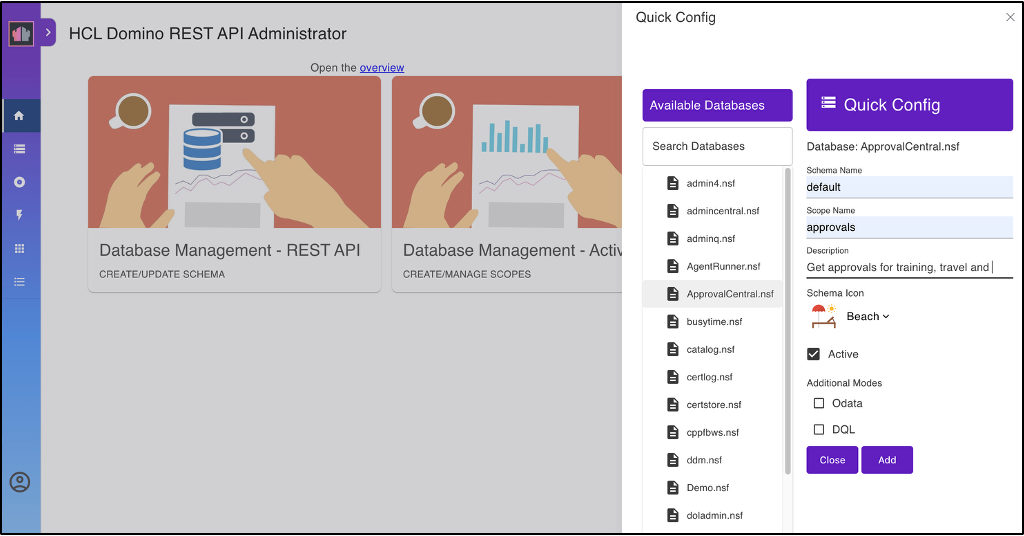 HCL Domino REST API Administrator
Open the overview
Database Management - REST API
CREATE/UPDATE SCHEMA
Database Management - Activ
CREATE/MANAGE SCOPES
Quick Config
Available Databases
Search Databases
admin4.nsf
admincentral.nsf
adminq.nsf
AgentRunner.nsf
ApprovalCentral.nsf
busytime.nsf
catalog.nsf
certlog.nsf
certstore.nsf
cppfbws.nsf
ddm.nsf
Demo.nsf
doladmin.nsf
Quick Config
Database: ApprovalCentral.nsf
Schema Name
default
Scope Name
approvals
Description
Get approvals for training, travel and
Schema Icon
Beach
Active
Additional Modes
Odata
DQL
Close Add